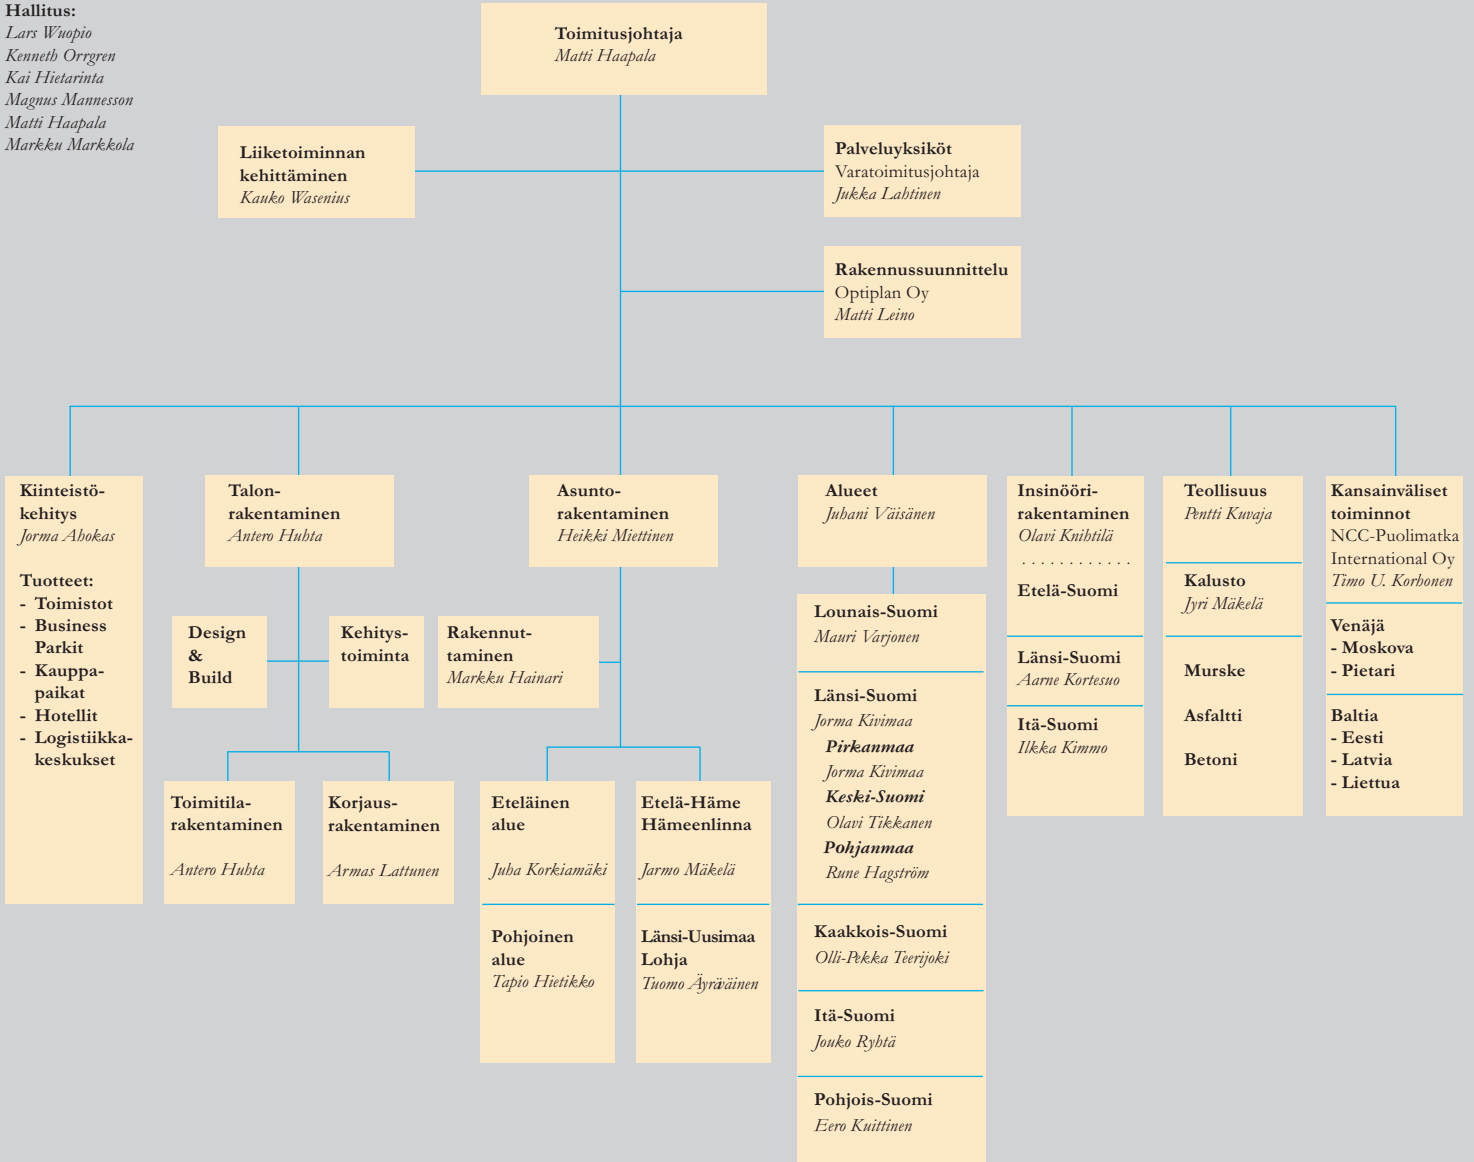 Hallitus:
Lars Wuopio
Kenneth Orrgren
Kai Hietarinta
Magnus Mannesson
Matti Haapala
Markku Markkola
Toimitusjohtaja
Matti Haapala
Liiketoiminnan
kehittäminen
Kauko Wasenius
Palveluyksiköt
Varatoimitusjohtaja
Jukka Lahtinen
Rakennussuunnittelu
Optiplan Oy
Matti Leino
Kiinteistö-
kehitys
Jorma Ahokas
Tuotteet:
- Toimistot
- Business
Parkit
- Kauppa-
paikat
- Hotellit
- Logistiikka-
keskukset
Talon-
rakentaminen
Antero Huhta
Design
&
Build
Kehitys-
toiminta
Toimitila-
rakentaminen
Antero Huhta
Korjaus-
rakentaminen
Armas Lattunen
Asunto-
rakentaminen
Heikki Miettinen
Rakennut-
taminen
Markku Hainari
Eteläinen
alue
Juha Korkiamäki
Pohjoinen
alue
Tapio Hietikko
Etelä-Häme
Hämeenlinna
Jarmo Mäkelä
Länsi-Uusimaa
Lohja
Tuomo Äyräväinen
Alueet
Juhani Väisänen
Lounais-Suomi
Mauri Varjonen
Länsi-Suomi
Jorma Kivimaa
Pirkanmaa
Jorma Kivimaa
Keski-Suomi
Olavi Tikkanen
Pohjanmaa
Rune Hagström
Kaakkois-Suomi
Olli-Pekka Teerijoki
Itä-Suomi
Jouko Ryhtä
Pohjois-Suomi
Eero Kuittinen
Insinööri-
rakentaminen
Olavi Knihtilä
. . . . . . . . . . . .
Etelä-Suomi
Länsi-Suomi
Aarne Kortesuo
Itä-Suomi
Ilkka Kimmo
Teollisuus
Pentti Kuvaja
Kalusto
Jyri Mäkelä
Murske
Asfaltti
Betoni
Kansainväliset
toiminnot
NCC-Puolimatka
International Oy
Timo U. Korhonen
Venäjä
- Moskova
- Pietari
Baltia
- Eesti
- Latvia
- Liettua